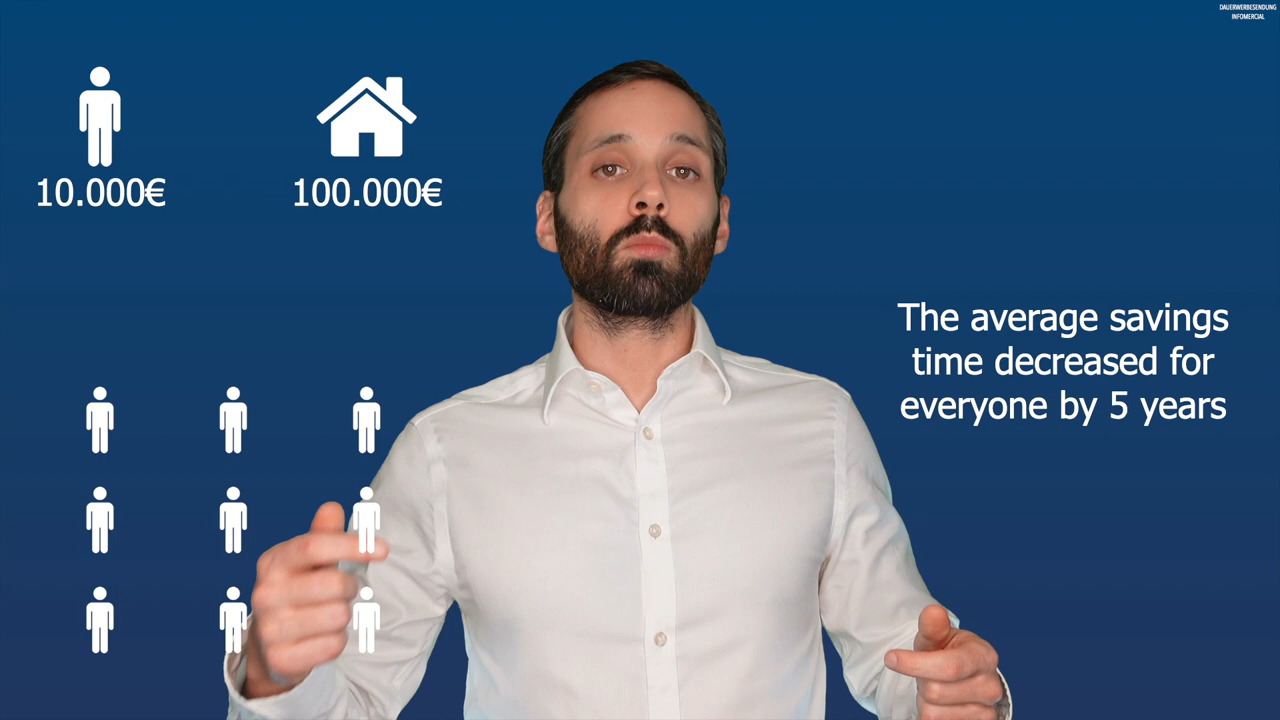 DAUERWERBESENDUNG
INFOMERCIAL
10.000€
100.000€
The average savings
time decreased for
everyone by 5 years